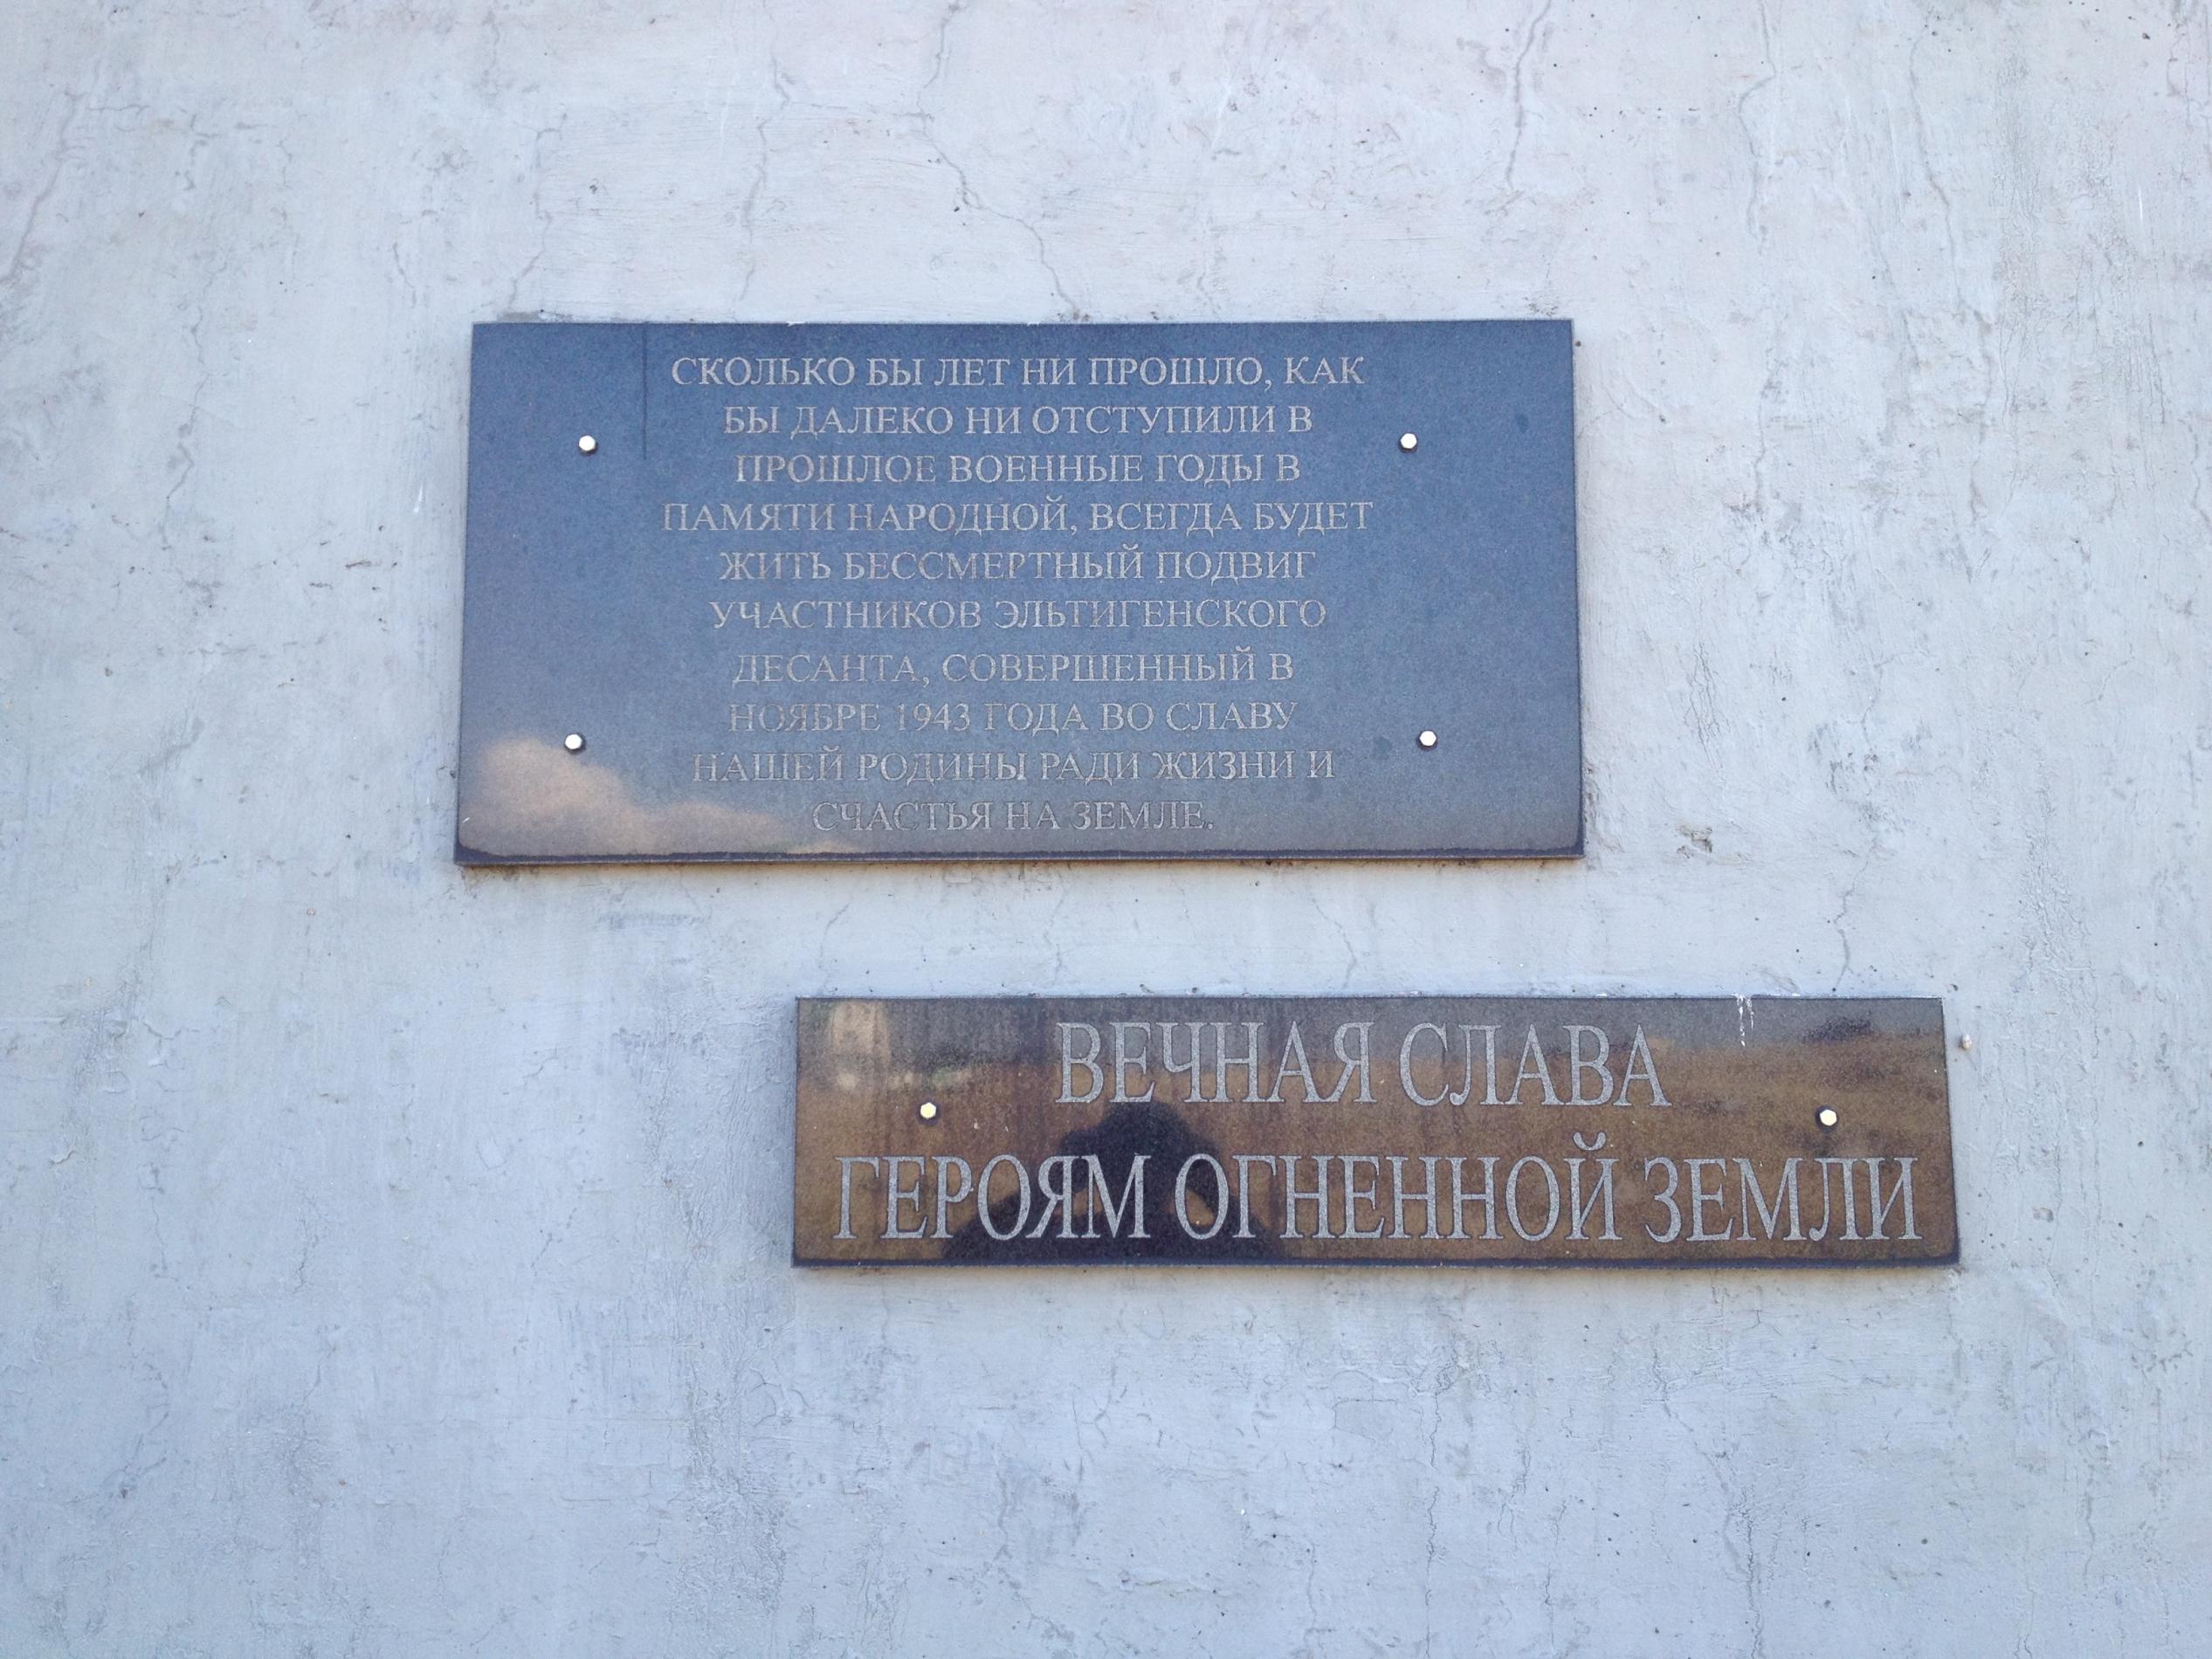 СКОЛЬКО БЫ ЛЕТ НИ ПРОШЛО, КАК
БЫ ДАЛЕКО НИ ОТСТУПИЛИ В
ПРОШЛОЕ ВОЕННЫЕ ГОДЫ В
ПАМЯТИ НАРОДНОЙ, ВСЕГДА БУДЕТ
ЖИТЬ БЕССМЕРТНЫЙ ПОДВИГ
УЧАСТНИКОВ ЭЛЬТИГЕНСКОГО
ДЕСАНТА, СОВЕРШЕННЫЙ В
НОЯБРЕ 1943 ГОДА ВО СЛАВУ
НАШЕЙ РОДИНЫ РАДИ ЖИЗНИ И
СЧАСТЬЯ НА ЗЕМЛЕ.
ВЕЧНАЯ СЛАВА
ГЕРОЯМ ОГНЕННОЙ ЗЕМЛИ